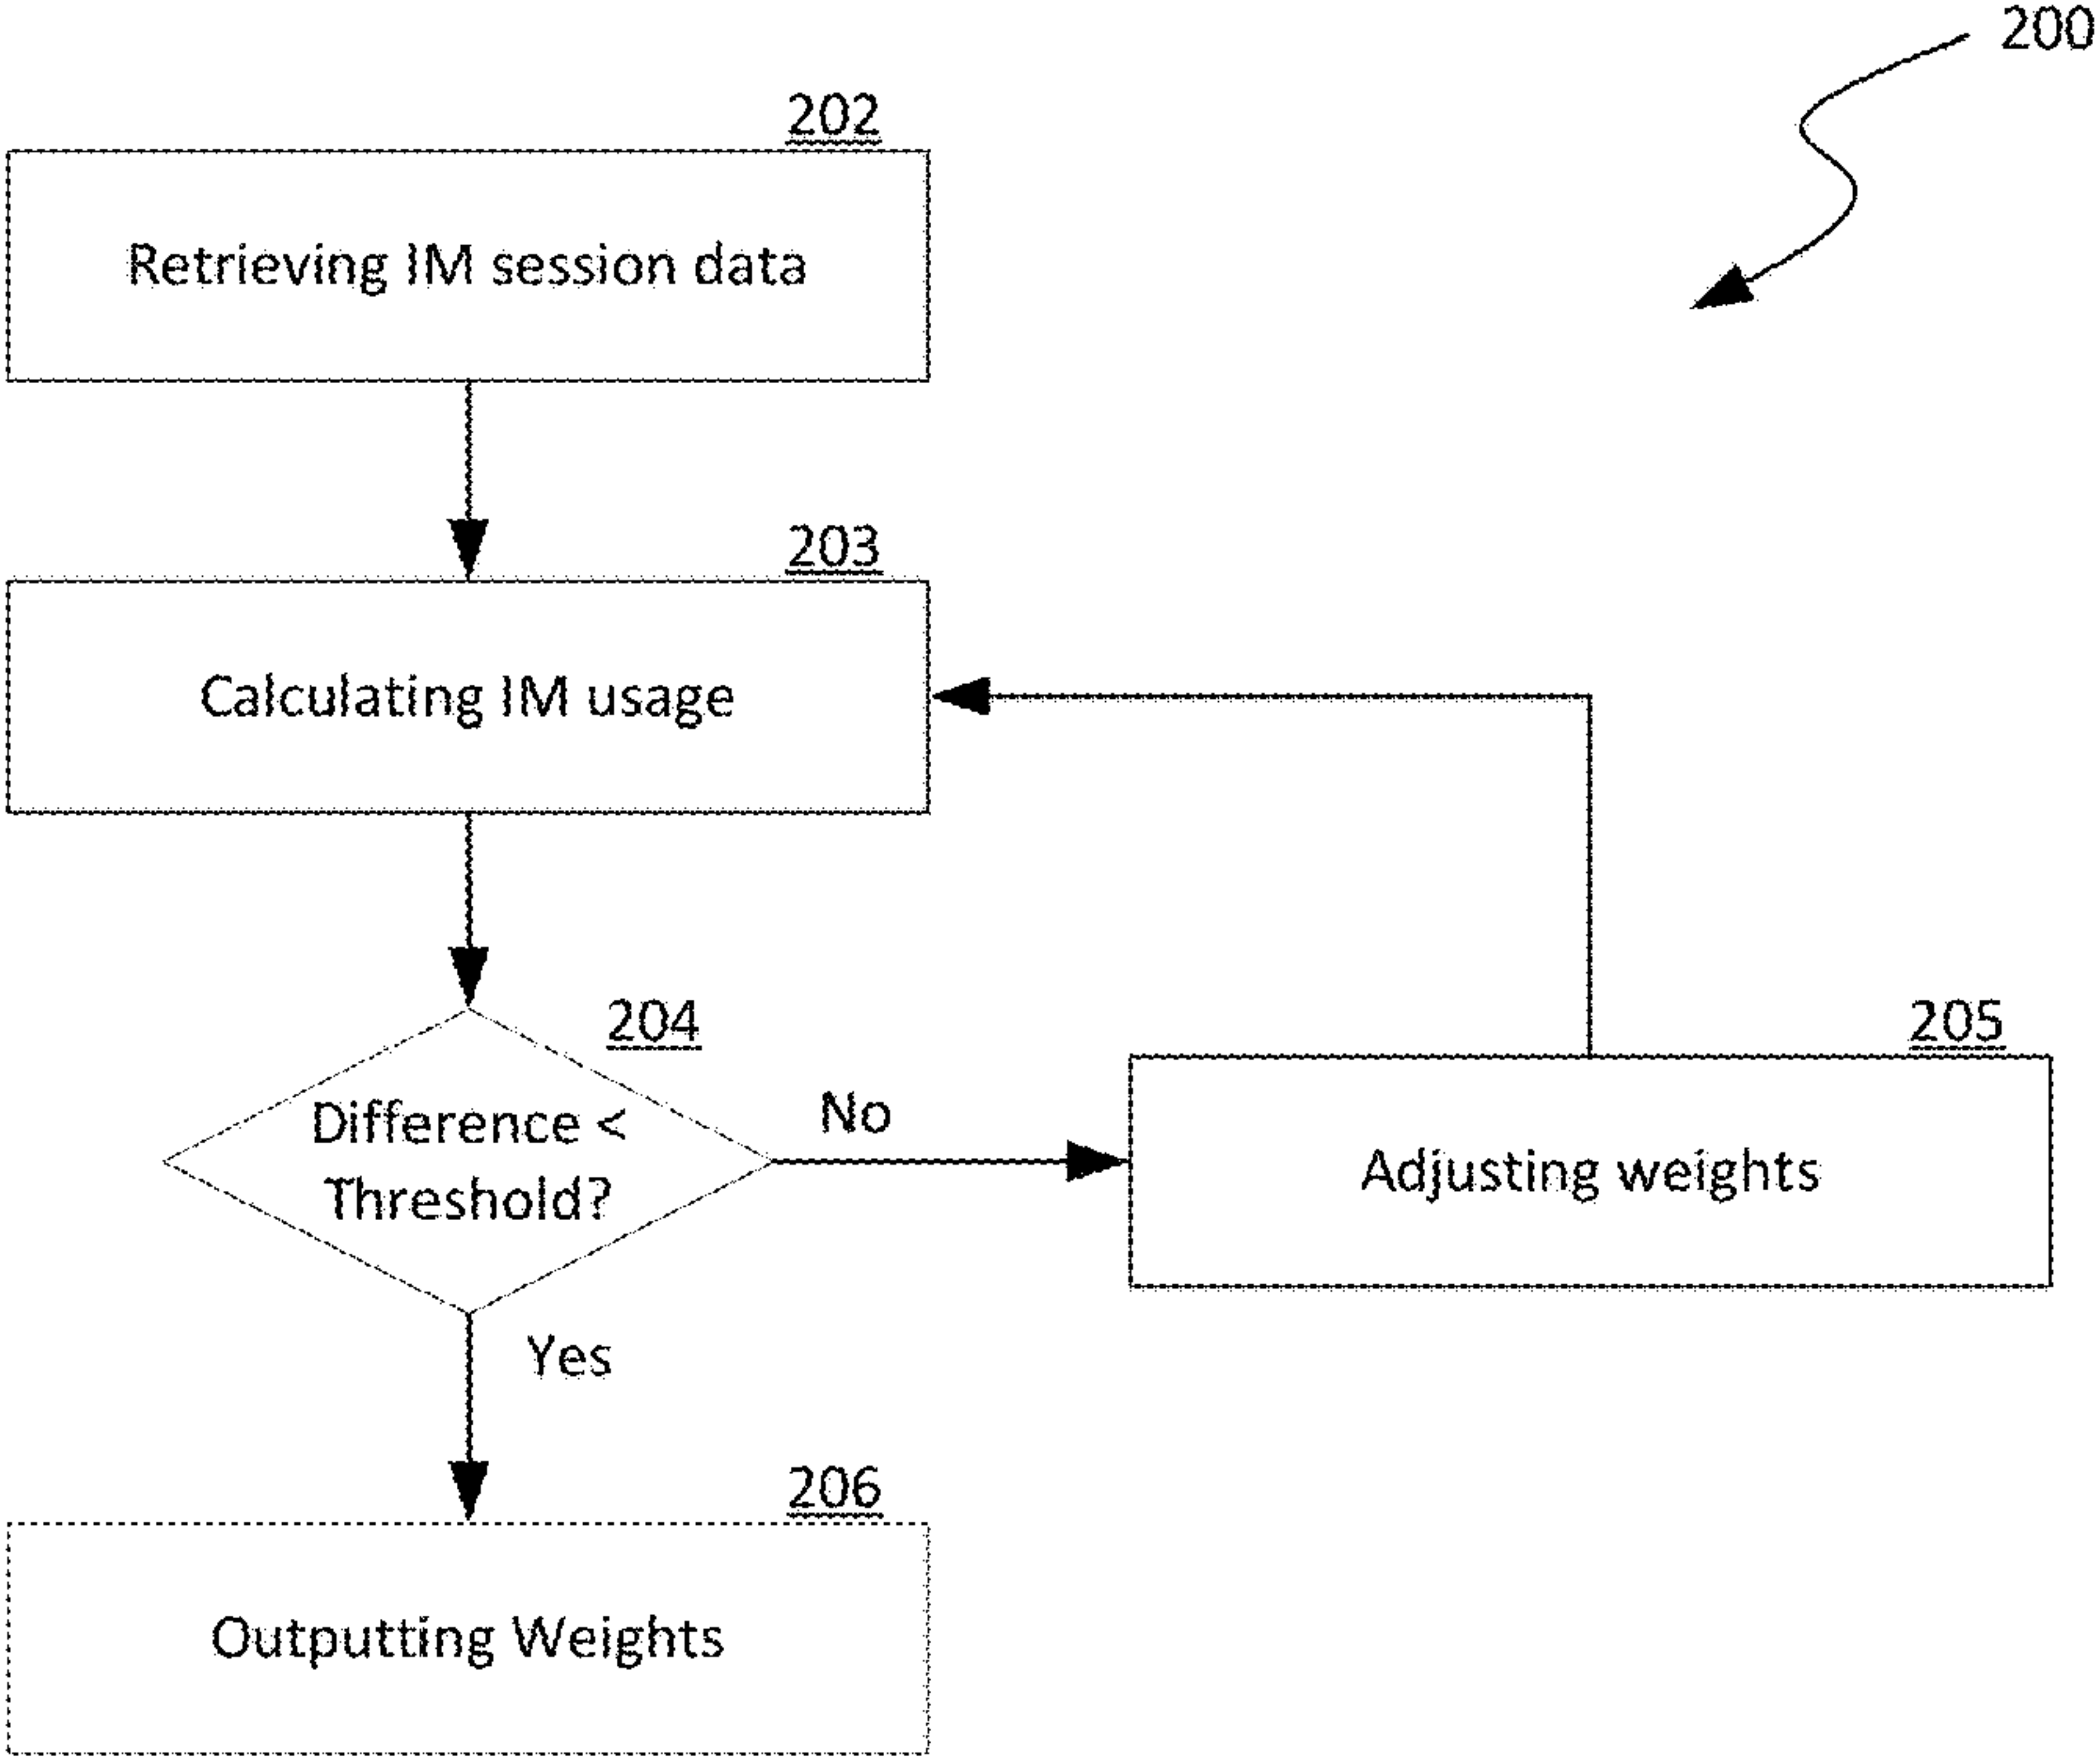 200
202
Retrieving IM session data
203
Calculating IM usage
204
Difference <
Threshold?
No
205
Adjusting weights
Yes
206
Outputting Weights